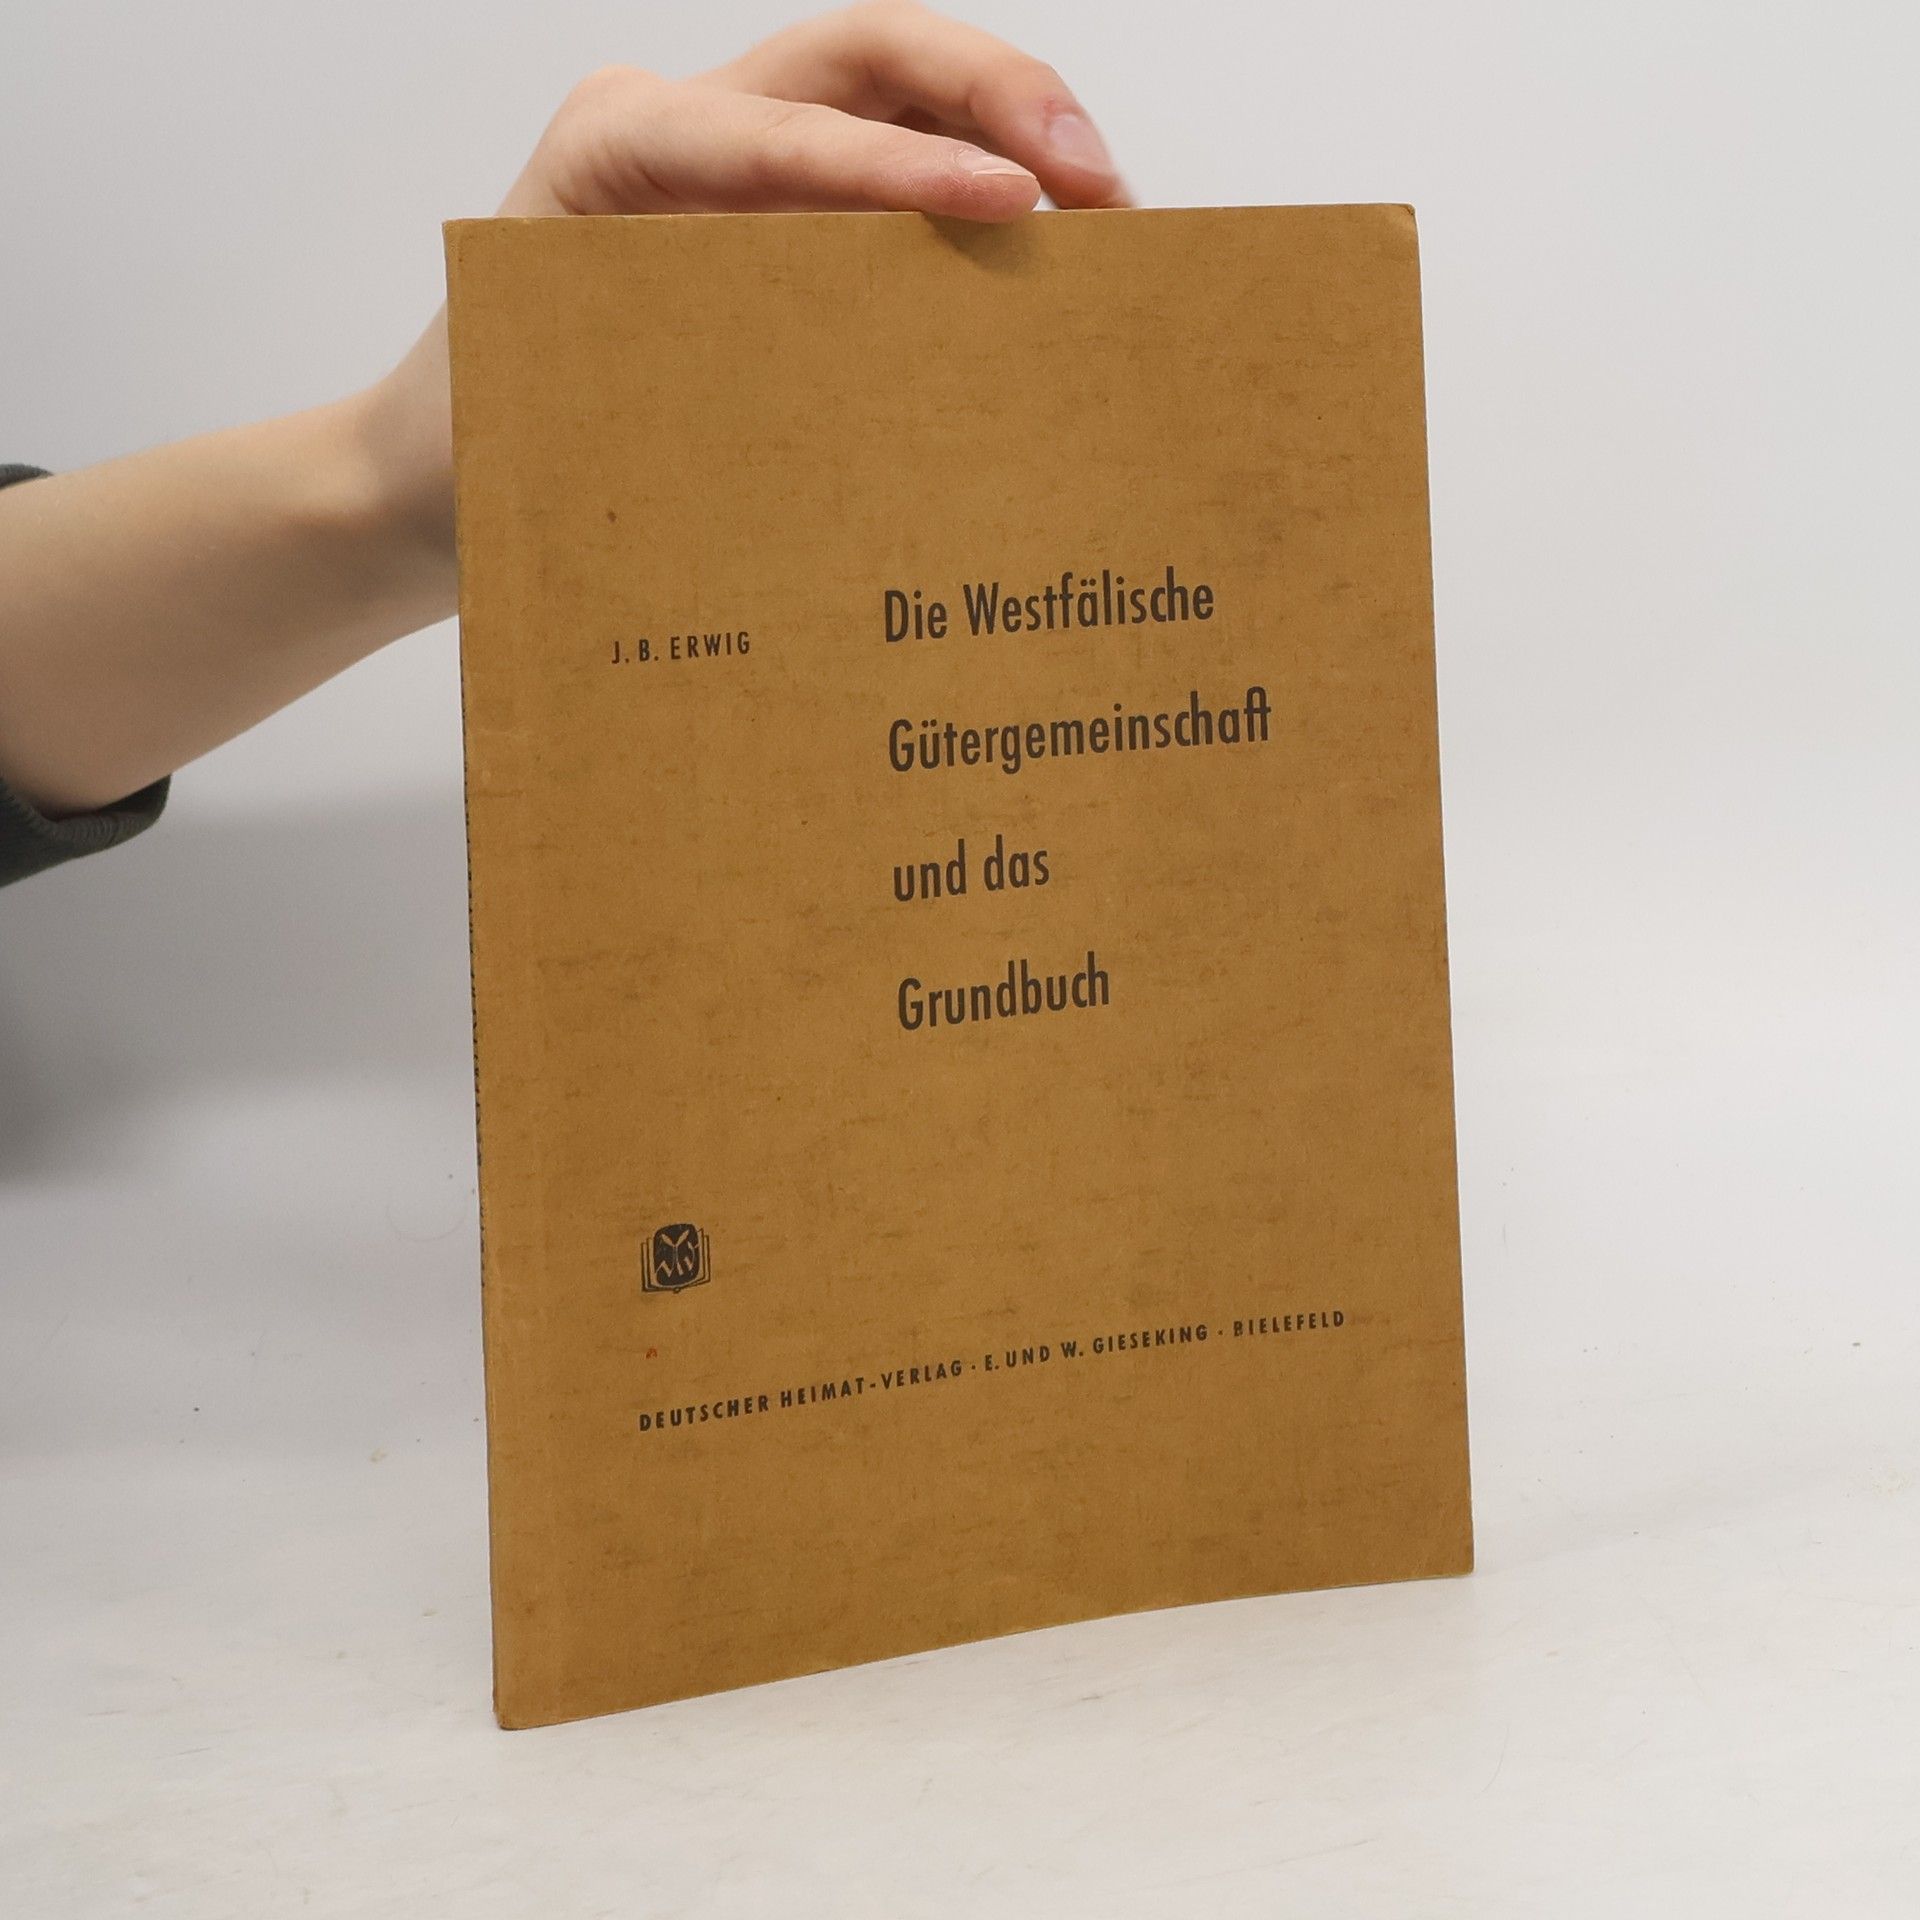 J. B. ERWIG
Die Westfälische
Gütergemeinschaft
und das
Grundbuch
DEUTSCHER HEIMAT-VERLAG · E. UND W. GIESEKING · BIELEFELD